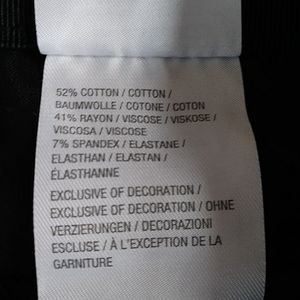 52% COTTON / COTTON /
BAUMWOLLE / COTONE / COTON
41% RAYON / VISCOSE / VISKOSE /
VISCOSA / VISCOSE
7% SPANDEX / ELASTANE /
ELASTHAN / ELASTAN /
ÉLASTHANNE
EXCLUSIVE OF DECORATION /
EXCLUSIVE OF DECORATION / OHNE
VERZIERUNGEN / DECORAZIONI
ESCLUSE / À L'EXCEPTION DE LA
GARNITURE